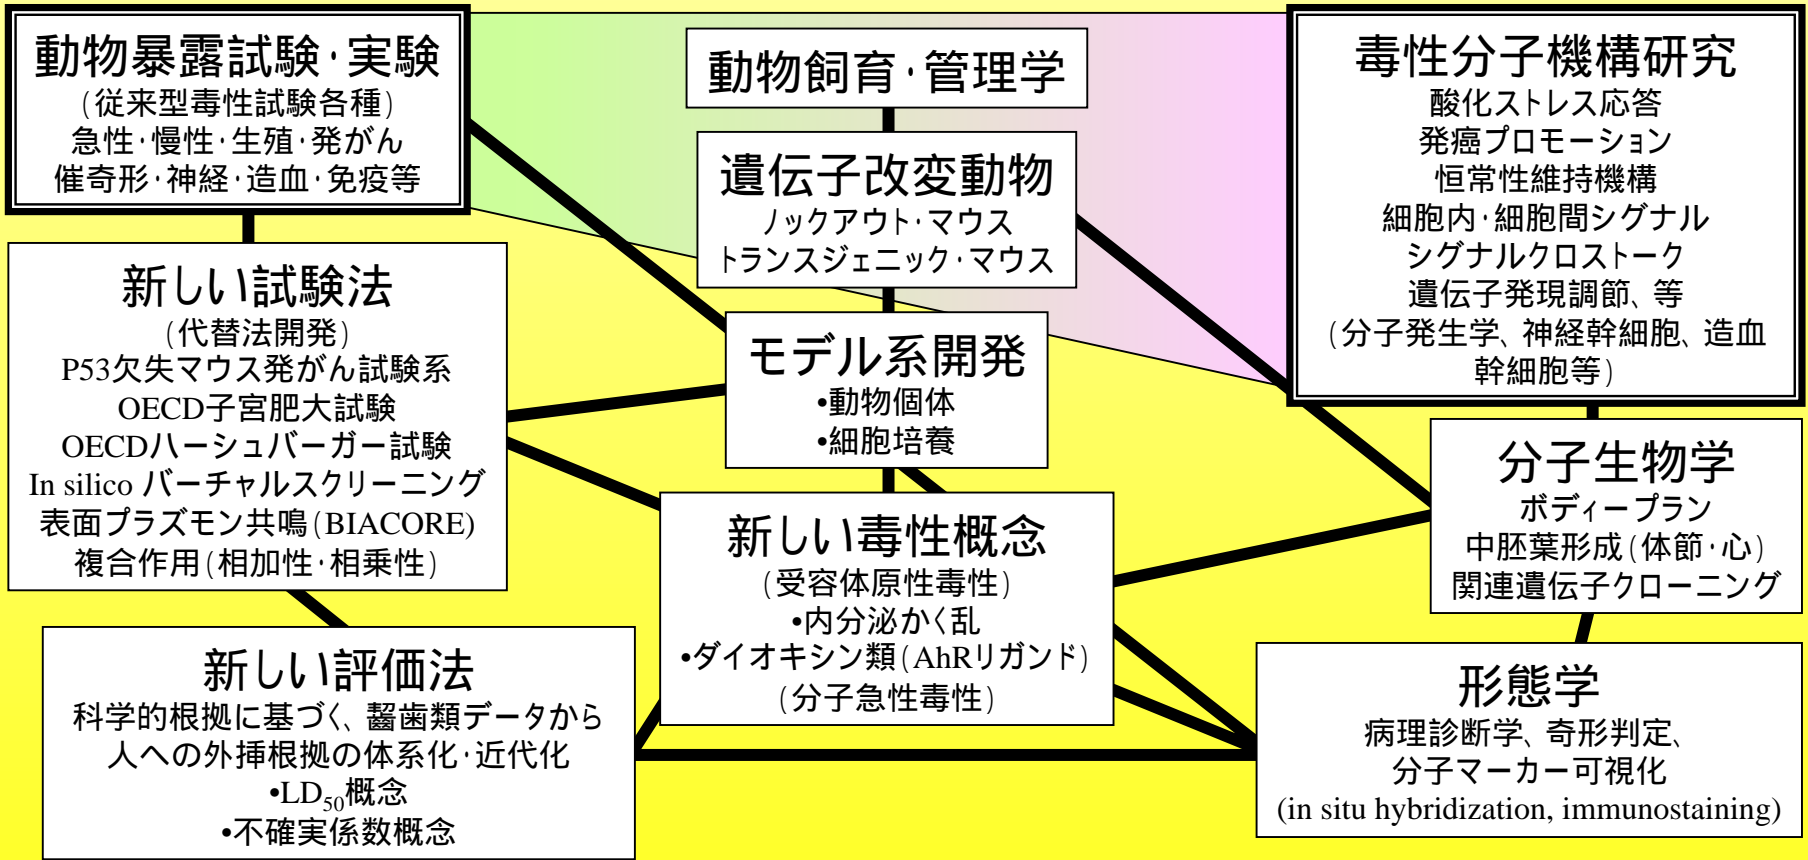 動物暴露試験・実験
(従来型毒性試験各種)
急性・慢性・生殖・発がん
催奇形・神経・造血・免疫等
動物飼育・管理学
遺伝子改変動物
ノックアウト・マウス
トランスジェニック・マウス
毒性分子機構研究
酸化ストレス応答
発癌プロモーション
恒常性維持機構
細胞内・細胞間シグナル
シグナルクロストーク
遺伝子発現調節、等
(分子発生学、神経幹細胞、造血
幹細胞等)
新しい試験法
(代替法開発)
P53欠失マウス発がん試験系
OECD子宮肥大試験
OECDハーシュバーガー試験
In silico バーチャルスクリーニング
表面プラズモン共鳴(BIACORE)
複合作用(相加性・相乗性)
モデル系開発
•動物個体
•細胞培養
分子生物学
ボディープラン
中胚葉形成(体節・心)
関連遺伝子クローニング
新しい毒性概念
(受容体原性毒性)
•内分泌かく乱
•ダイオキシン類(AhRリガンド)
(分子急性毒性)
新しい評価法
科学的根拠に基づく、齧歯類データから
人への外挿根拠の体系化・近代化
•LD50概念
•不確実係数概念
形態学
病理診断学、奇形判定、
分子マーカー可視化
(in situ hybridization, immunostaining)